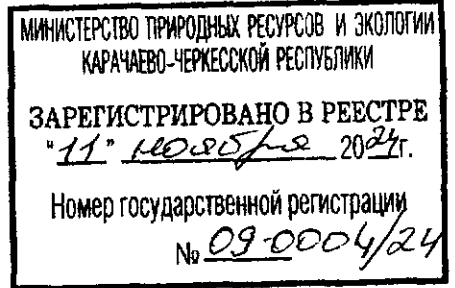 МИНИСТЕРСТВО ПРИРОДНЫХ РЕСУРСОВ И ЭКОЛОГИИ
КАРАЧАЕВО-ЧЕРКЕССКОЙ РЕСПУБЛИКИ
ЗАРЕГИСТРИРОВАНО В РЕЕСТРЕ
"11" ноября 2024г.
Номер государственной регистрации
№ 09-0004/24